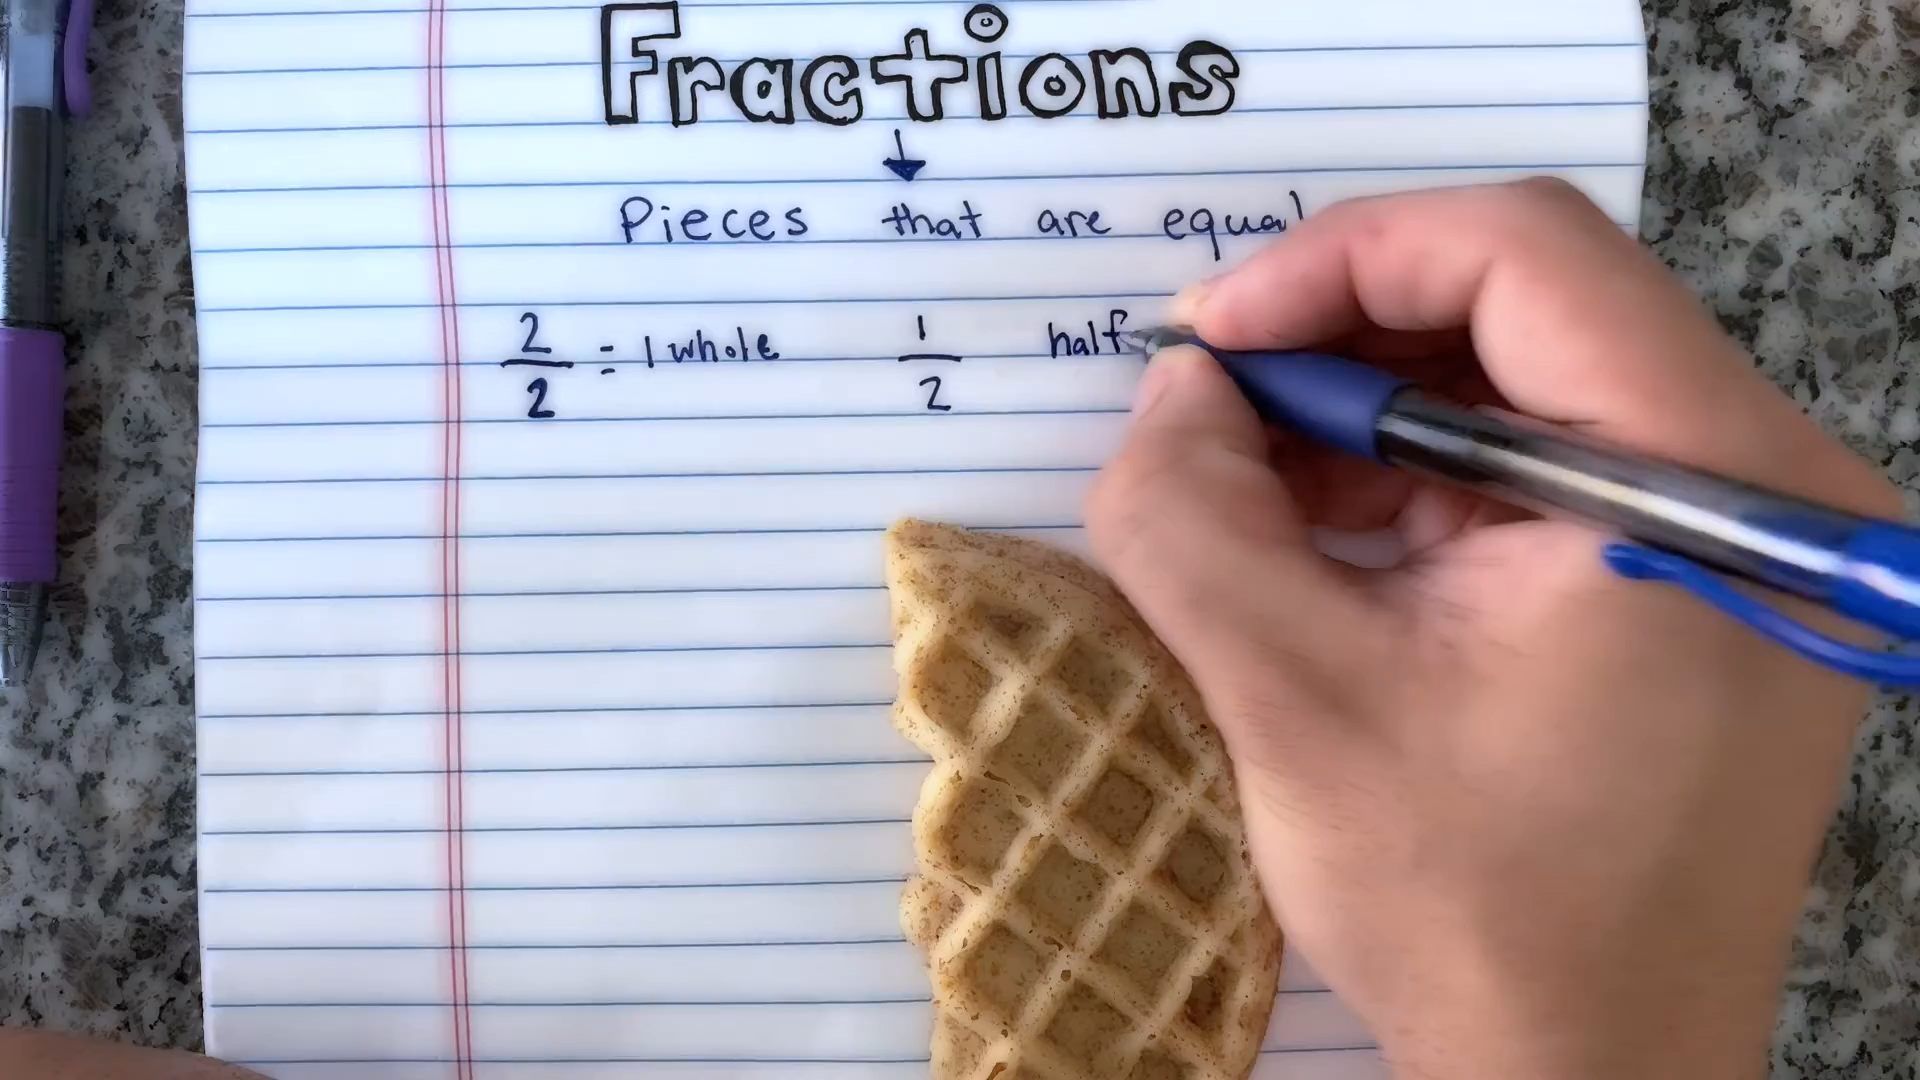 Fractions
Pieces that are equal
2/2 = 1 whole 1/2 half